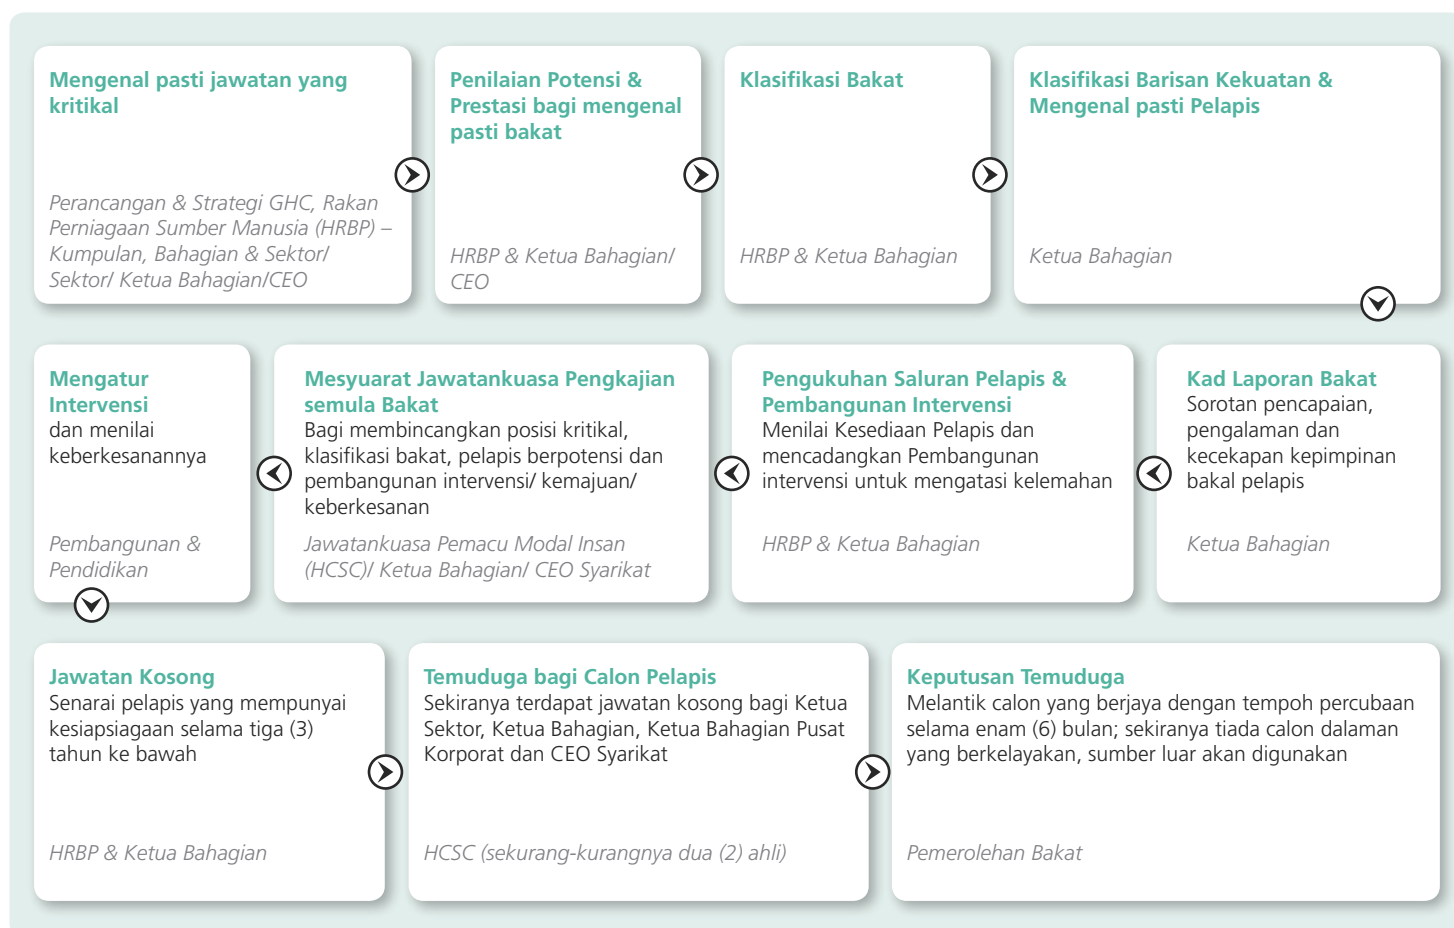 Mengenal pasti jawatan yang
kritikal
Perancangan & Strategi GHC, Rakan
Perniagaan Sumber Manusia (HRBP) –
Kumpulan, Bahagian & Sektor/
Sektor/ Ketua Bahagian/CEO
Penilaian Potensi &
Prestasi bagi mengenal
pasti bakat
HRBP & Ketua Bahagian/
CEO
Klasifikasi Bakat
HRBP & Ketua Bahagian
Klasifikasi Barisan Kekuatan &
Mengenal pasti Pelapis
Ketua Bahagian
Kad Laporan Bakat
Sorotan pencapaian,
pengalaman dan
kecekapan kepimpinan
bakal pelapis
Ketua Bahagian
Pengukuhan Saluran Pelapis &
Pembangunan Intervensi
Menilai Kesediaan Pelapis dan
mencadangkan Pembangunan
intervensi untuk mengatasi kelemahan
HRBP & Ketua Bahagian
Mesyuarat Jawatankuasa Pengkajian
semula Bakat
Bagi membincangkan posisi kritikal,
klasifikasi bakat, pelapis berpotensi dan
pembangunan intervensi/ kemajuan/
keberkesanan
Jawatankuasa Pemacu Modal Insan
(HCSC)/ Ketua Bahagian/ CEO Syarikat
Mengatur
Intervensi
dan menilai
keberkesanannya
Pembangunan &
Pendidikan
Jawatan Kosong
Senarai pelapis yang mempunyai
kesiapsiagaan selama tiga (3)
tahun ke bawah
HRBP & Ketua Bahagian
Temuduga bagi Calon Pelapis
Sekiranya terdapat jawatan kosong bagi Ketua
Sektor, Ketua Bahagian, Ketua Bahagian Pusat
Korporat dan CEO Syarikat
HCSC (sekurang-kurangnya dua (2) ahli)
Keputusan Temuduga
Melantik calon yang berjaya dengan tempoh percubaan
selama enam (6) bulan; sekiranya tiada calon dalaman
yang berkelayakan, sumber luar akan digunakan
Pemerolehan Bakat